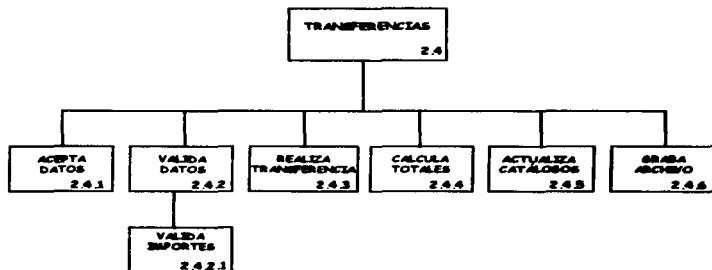 TRANSFERENCIAS
2.4
ACEPTA
DATOS
2.4.1
VALIDA
DATOS
2.4.2
REALIZA
TRANSFERENCIA
2.4.3
CALCULA
TOTALES
2.4.4
ACTUALIZA
CATÁLOGOS
2.4.5
GRABA
ARCHIVO
2.4.6
VALIDA
IMPORTES
2.4.2.1